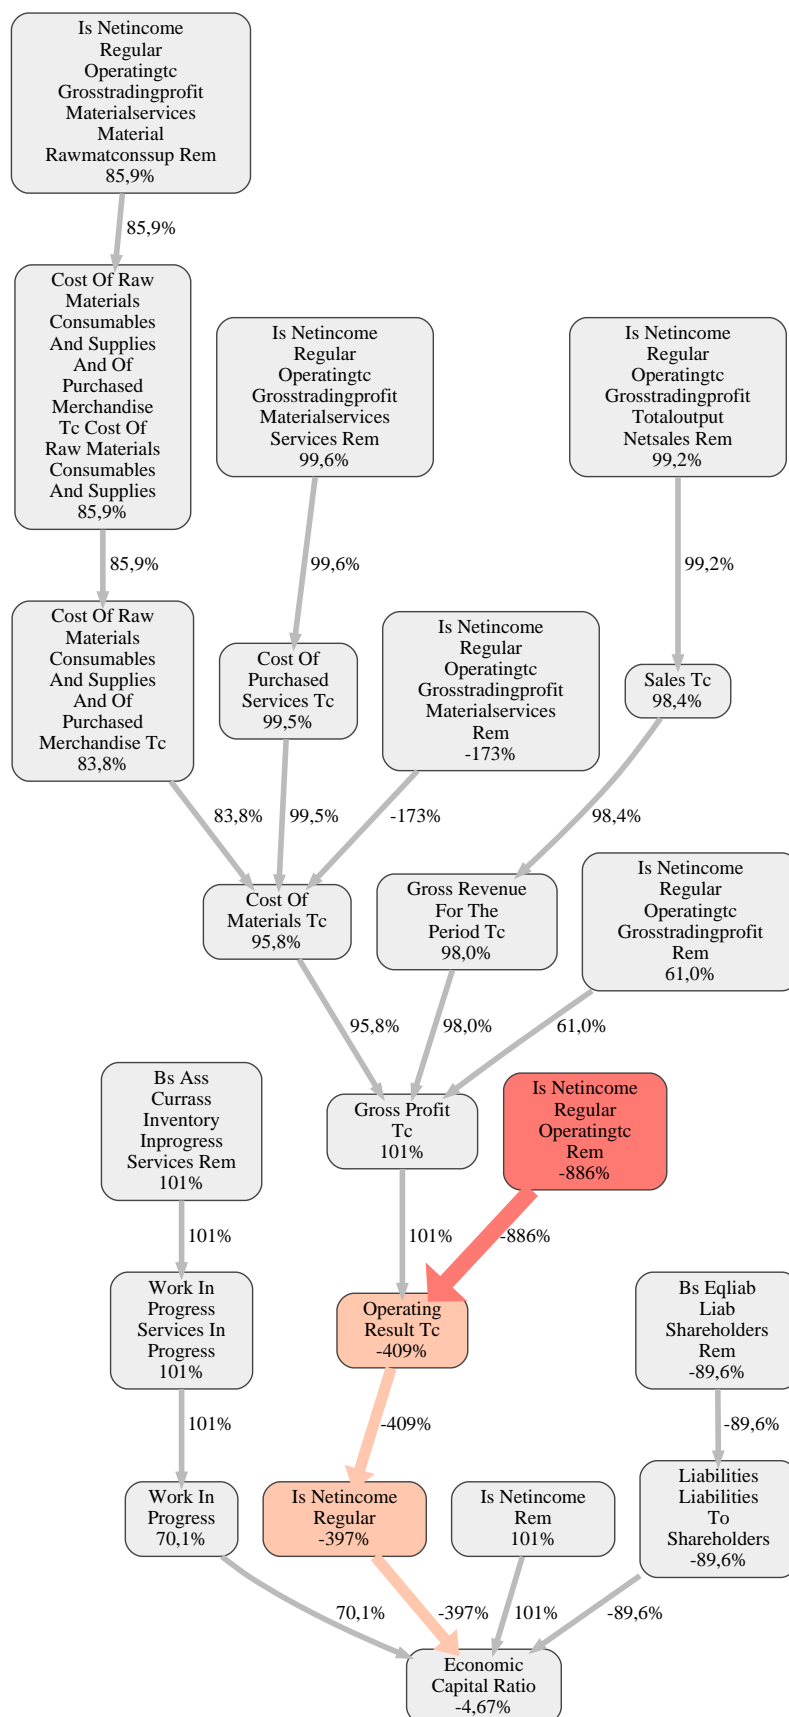 Is Netincome
Regular
Operatingtc
Grosstradingprofit
Materialservices
Material
Rawmatconssup Rem
85,9%
85,9%
Cost Of Raw
Materials
Consumables
And Supplies
And Of
Purchased
Merchandise
Tc Cost Of
Raw Materials
Consumables
And Supplies
85,9%
Is Netincome
Regular
Operatingtc
Grosstradingprofit
Materialservices
Services Rem
99,6%
Is Netincome
Regular
Operatingtc
Grosstradingprofit
Totaloutput
Netsales Rem
99,2%
85,9%
99,6%
99,2%
Cost Of Raw
Materials
Consumables
And Supplies
And Of
Purchased
Merchandise Tc
83,8%
Cost Of
Purchased
Services Tc
99,5%
Is Netincome
Regular
Operatingtc
Grosstradingprofit
Materialservices
Rem
-173%
Sales Tc
98,4%
83,8%
99,5%
-173%
98,4%
Cost Of
Materials Tc
95,8%
Gross Revenue
For The
Period Tc
98,0%
Is Netincome
Regular
Operatingtc
Grosstradingprofit
Rem
61,0%
95,8%
98,0%
61,0%
Bs Ass
Currass
Inventory
Inprogress
Services Rem
101%
Gross Profit
Tc
101%
Is Netincome
Regular
Operatingtc
Rem
-886%
101%
101%
-886%
Work In
Progress
Services In
Progress
101%
Operating
Result Tc
-409%
Bs Eqliab
Liab
Shareholders
Rem
-89,6%
101%
-409%
-89,6%
Work In
Progress
70,1%
Is Netincome
Regular
-397%
Is Netincome
Rem
101%
Liabilities
Liabilities
To
Shareholders
-89,6%
70,1%
-397%
101%
-89,6%
Economic
Capital Ratio
-4,67%